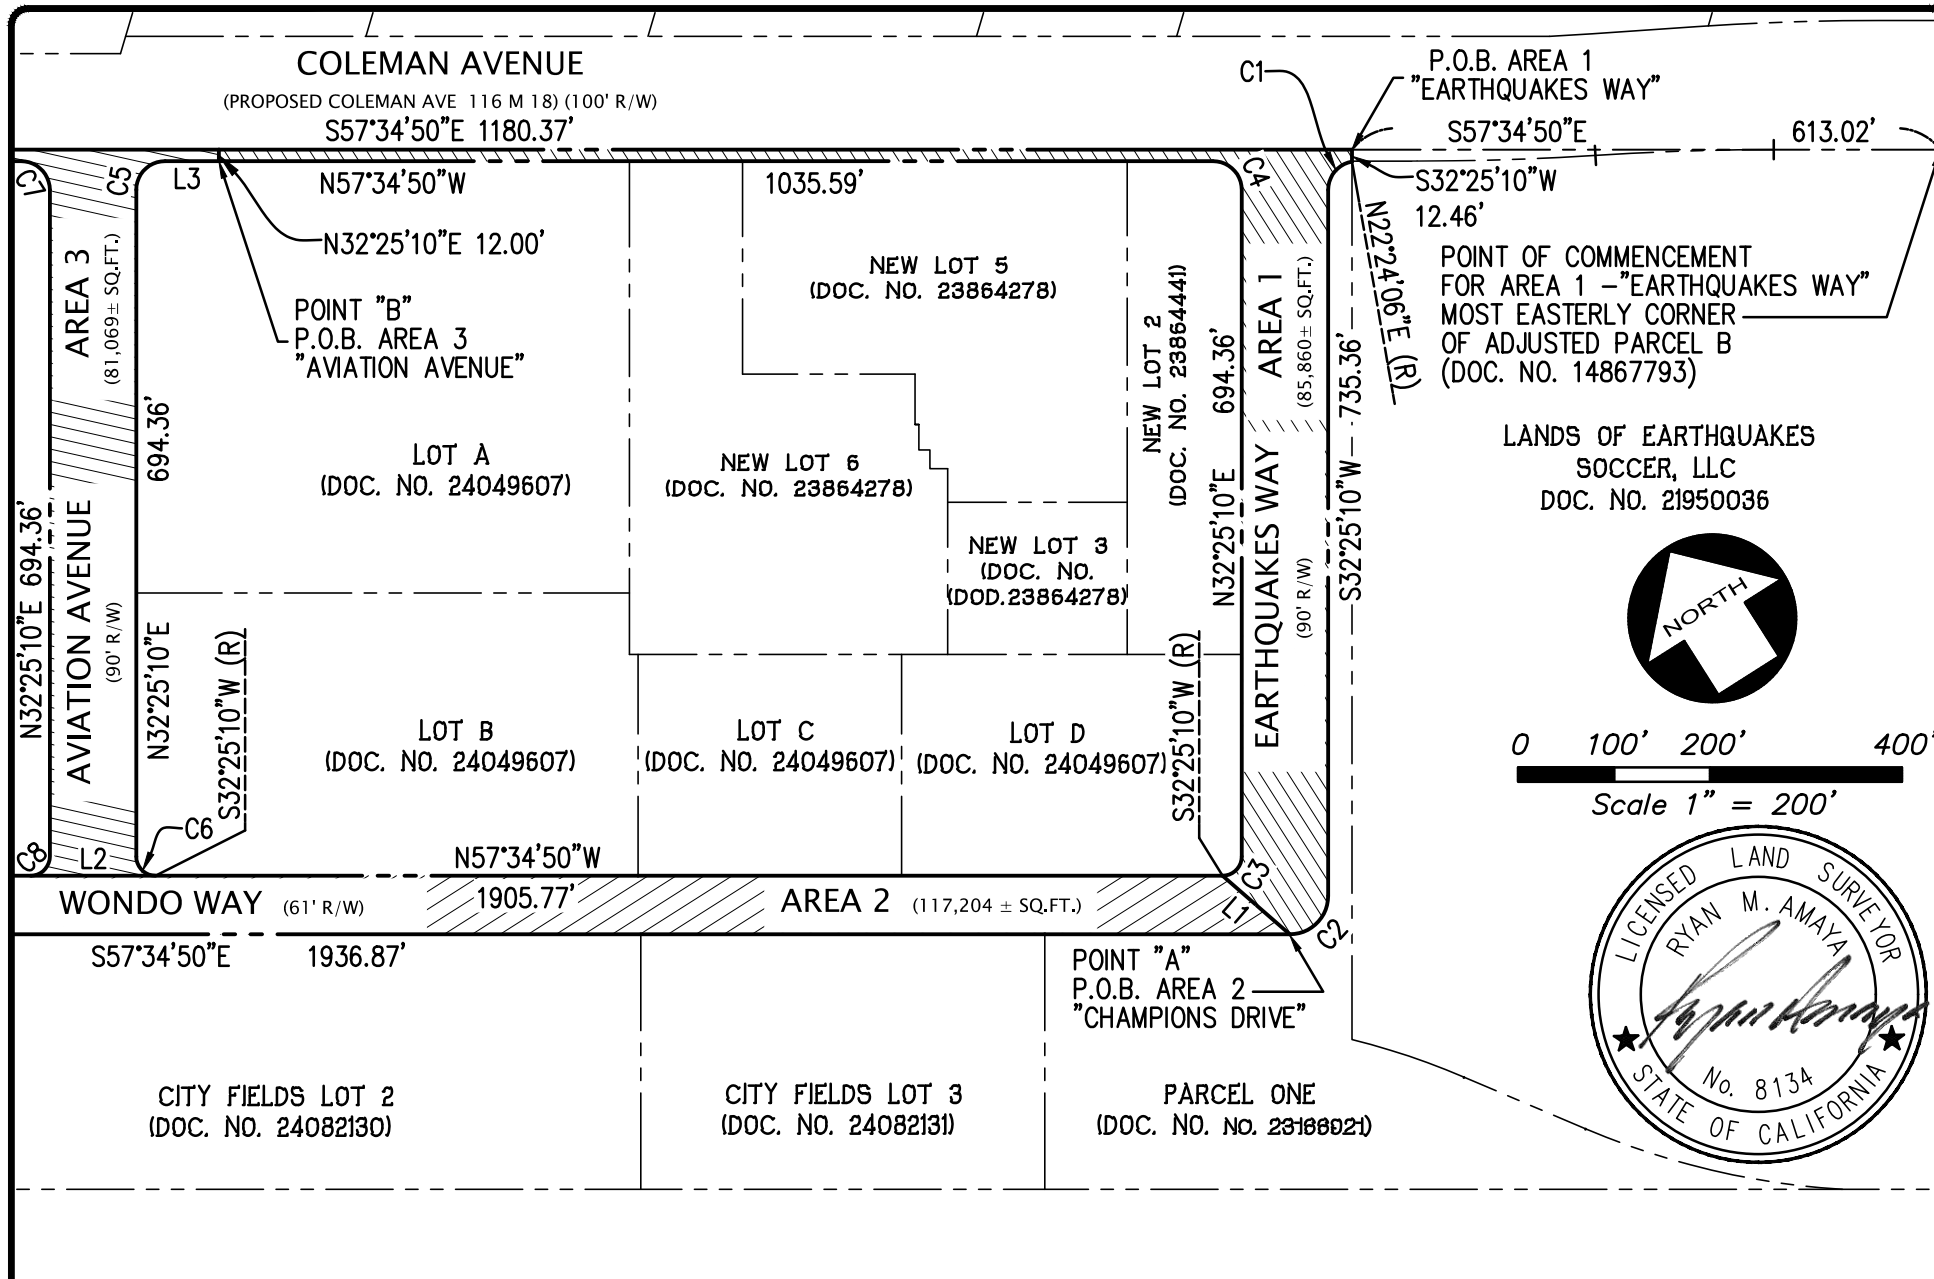 COLEMAN AVENUE
(PROPOSED COLEMAN AVE 116 M 18) (100' R/W)
S57°34'50"E 1180.37'
C1
P.O.B. AREA 1
"EARTHQUAKES WAY"
S57°34'50"E
613.02'
C7
C5
L3
N57°34'50"W
1035.59'
C4
S32°25'10"W
12.46'
N32°25'10"E 12.00'
N22°24'06"E (R)
POINT OF COMMENCEMENT
FOR AREA 1 -"EARTHQUAKES WAY"
MOST EASTERLY CORNER
OF ADJUSTED PARCEL B
(DOC. NO. 14867793)
AREA 3
(81,069± SQ.FT.)
POINT "B"
P.O.B. AREA 3
"AVIATION AVENUE"
NEW LOT 5
(DOC. NO. 23864278)
NEW LOT 2
(DOC. NO. 23864441)
694.36'
AREA 1
(85,860± SQ.FT.)
735.36'
694.36'
LOT A
(DOC. NO. 24049607)
NEW LOT 6
(DOC. NO. 23864278)
LANDS OF EARTHQUAKES
SOCCER, LLC
DOC. NO. 21950036
N32°25'10"E 694.36'
AVIATION AVENUE
(90' R/W)
N32°25'10"E
S32°25'10"W (R)
NEW LOT 3
(DOC. NO.
(DOD.23864278)
N32°25'10"E
EARTHQUAKES WAY
(90' R/W)
S32°25'10"W
NORTH
S32°25'10"W (R)
LOT B
(DOC. NO. 24049607)
LOT C
(DOC. NO. 24049607)
LOT D
(DOC. NO. 24049607)
0 100' 200' 400'
Scale 1" = 200'
C6
C8
L2
N57°34'50"W
1905.77'
C3
L1
C2
WONDO WAY (61' R/W)
AREA 2 (117,204 ± SQ.FT.)
S57°34'50"E 1936.87'
POINT "A"
P.O.B. AREA 2
"CHAMPIONS DRIVE"
LICENSED LAND SURVEYOR
RYAN M. AMAYA
No. 8134
STATE OF CALIFORNIA
CITY FIELDS LOT 2
(DOC. NO. 24082130)
CITY FIELDS LOT 3
(DOC. NO. 24082131)
PARCEL ONE
(DOC. NO. NO. 23166021)